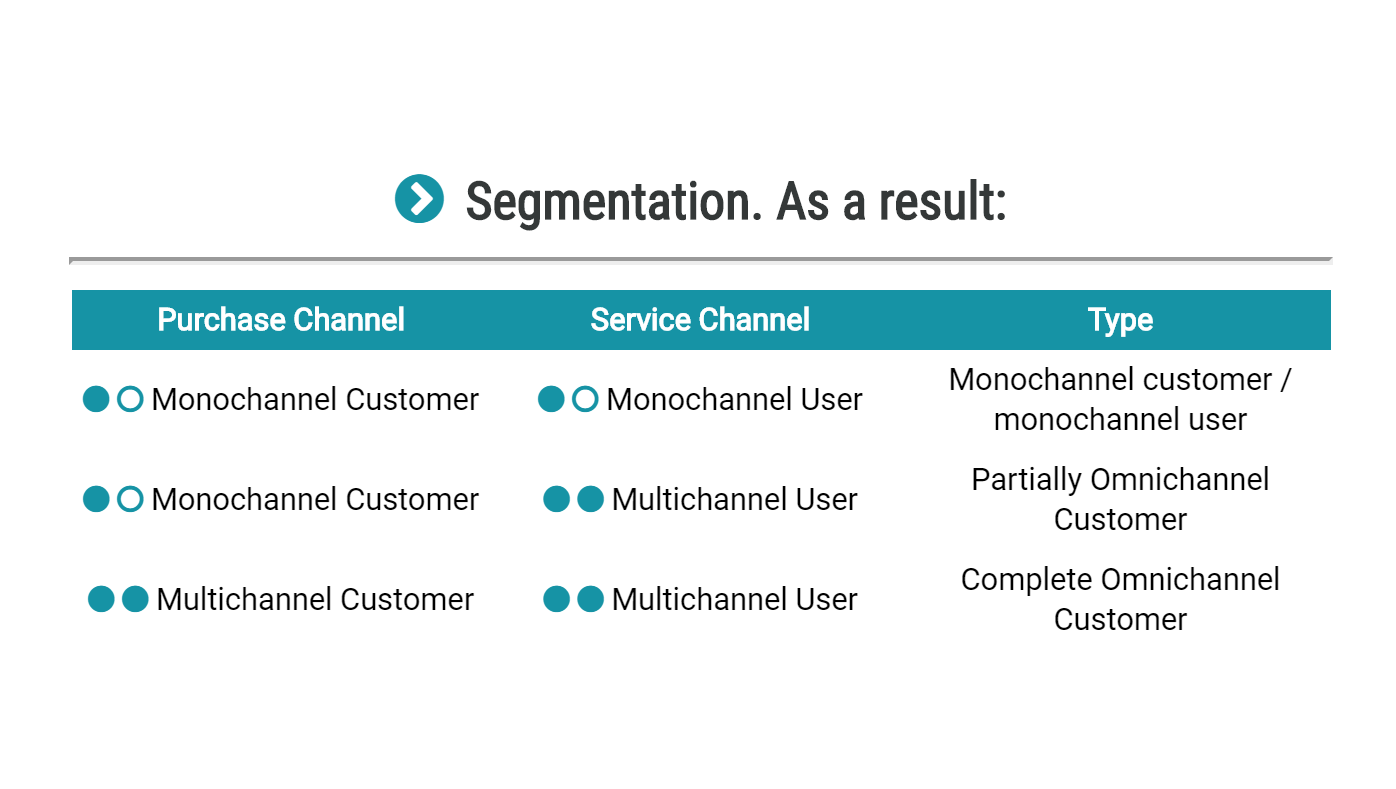 Segmentation. As a result:
Purchase Channel Service Channel Type
Monochannel Customer Monochannel User Monochannel customer /
monochannel user
Monochannel Customer Multichannel User Partially Omnichannel
Customer
Multichannel Customer Multichannel User Complete Omnichannel
Customer